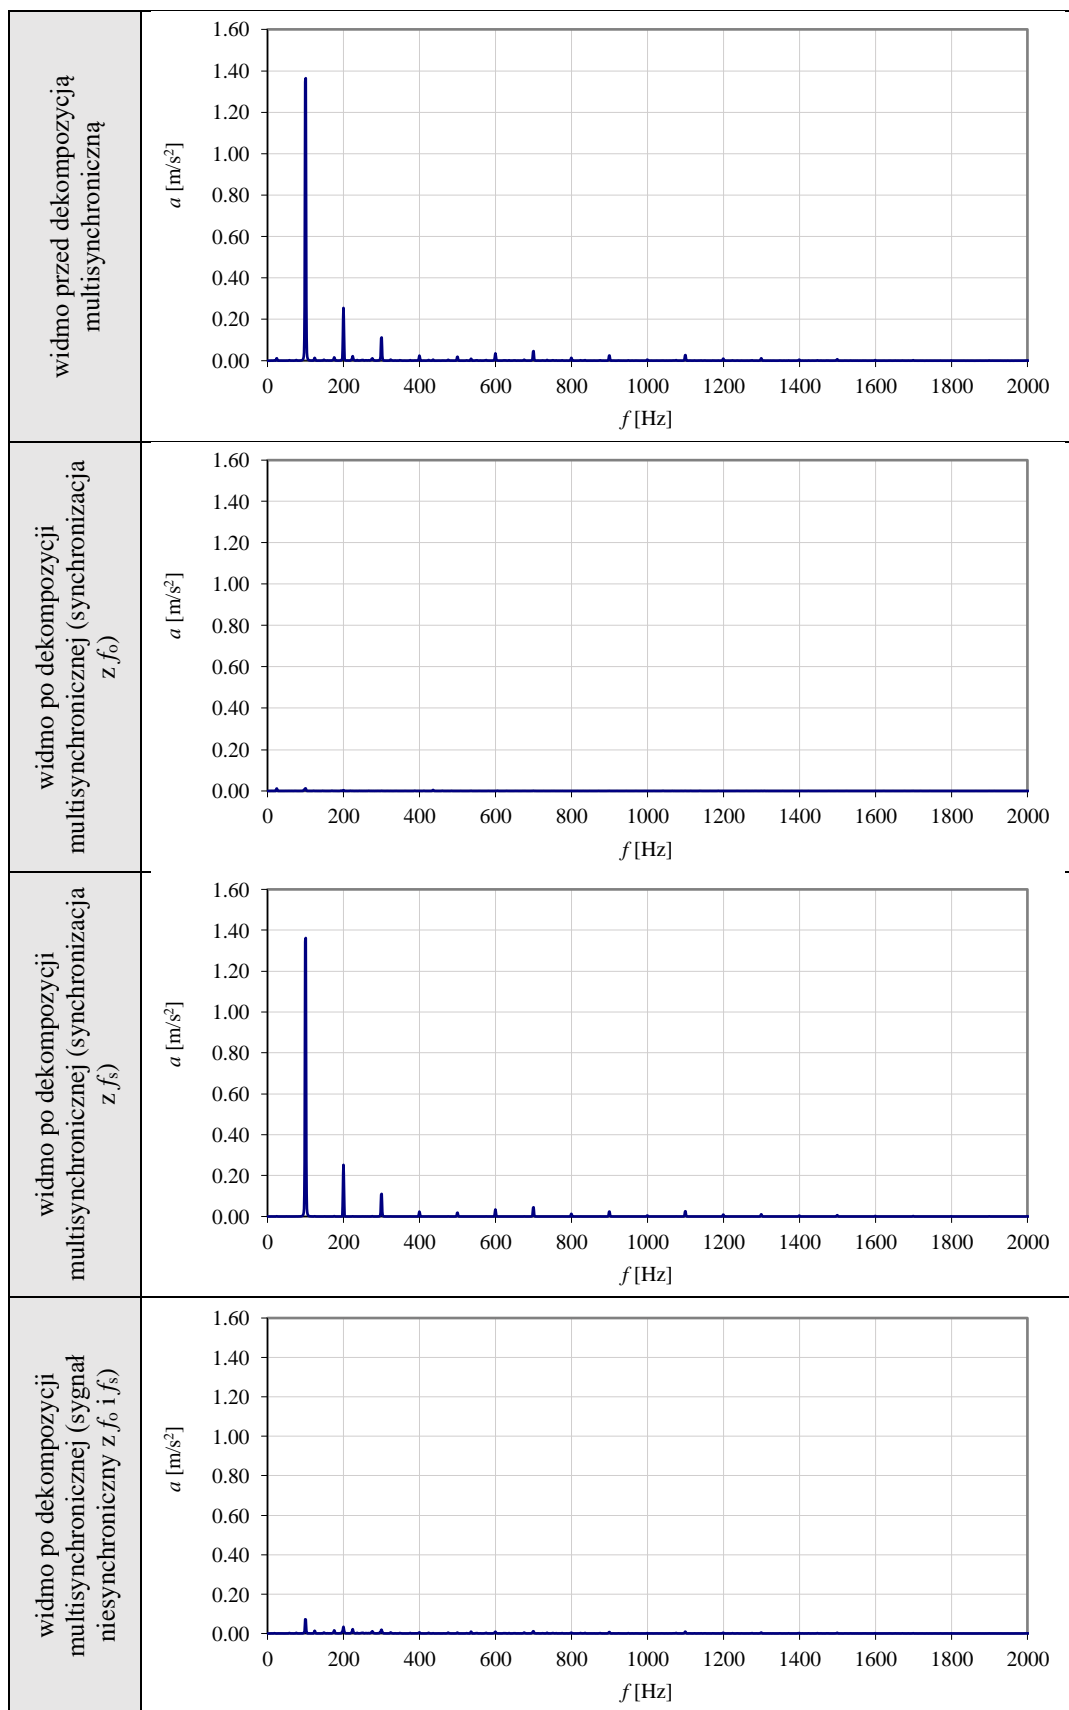 widmo przed dekompozycją
multisynchroniczną
1.60
1.40
1.20
1.00
0.80
0.60
0.40
0.20
0.00
a [m/s²]
0 200 400 600 800 1000 1200 1400 1600 1800 2000
f [Hz]
widmo po dekompozycji
multisynchronicznej (synchronizacja
z fo)
1.60
1.40
1.20
1.00
0.80
0.60
0.40
0.20
0.00
a [m/s²]
0 200 400 600 800 1000 1200 1400 1600 1800 2000
f [Hz]
widmo po dekompozycji
multisynchronicznej (synchronizacja
z fs)
1.60
1.40
1.20
1.00
0.80
0.60
0.40
0.20
0.00
a [m/s²]
0 200 400 600 800 1000 1200 1400 1600 1800 2000
f [Hz]
widmo po dekompozycji
multisynchronicznej (sygnał
niesynchroniczny z fo i fs)
1.60
1.40
1.20
1.00
0.80
0.60
0.40
0.20
0.00
a [m/s²]
0 200 400 600 800 1000 1200 1400 1600 1800 2000
f [Hz]